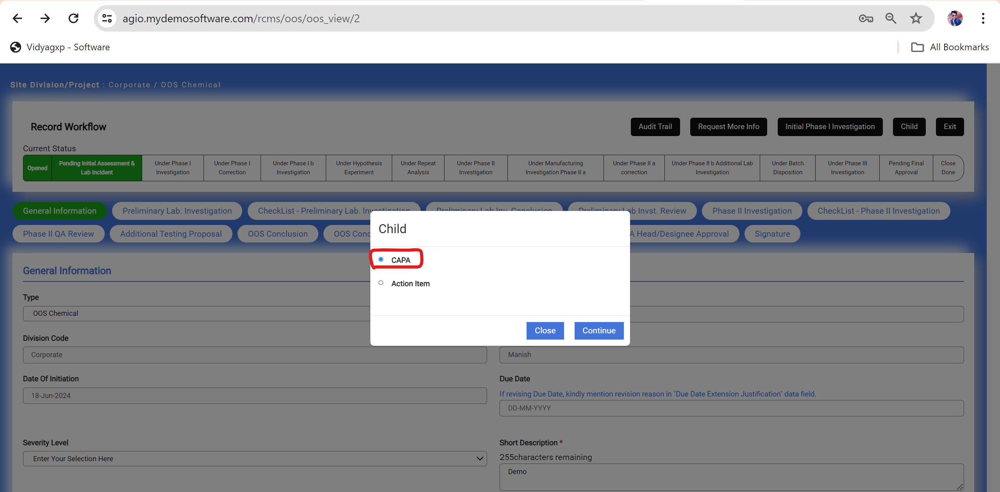 agio.mydemosoftware.com/rcms/oos/oos_view/2
Vidyagxp - Software
All Bookmarks
Site Division/Project : Corporate / OOS Chemical
Record Workflow
Audit Trail
Request More Info
Initial Phase I Investigation
Child
Exit
Current Status
Opened
Pending Initial Assessment &
Lab Incident
Under Phase I
Investigation
Under Phase I
Correction
Under Phase I b
Investigation
Under Hypothesis
Experiment
Under Repeat
Analysis
Under Phase II
Investigation
Under Manufacturing
Investigation Phase II a
Under Phase II a
correction
Under Phase II b Additional Lab
Investigation
Under Batch
Disposition
Under Phase III
Investigation
Pending Final
Approval
Close
Done
General Information
Preliminary Lab. Investigation
CheckList - Preliminary Lab. Investigation
Preliminary Lab Inv. Conclusion
Preliminary Lab Invst. Review
Phase II Investigation
CheckList - Phase II Investigation
Phase II QA Review
Additional Testing Proposal
OOS Conclusion
OOS
Head/Designee Approval
Signature
Child
CAPA
Action Item
Close
Continue
General Information
Type
OOS Chemical
Division Code
Corporate
Manish
Date Of Initiation
18-Jun-2024
Due Date
If revising Due Date, kindly mention revision reason in "Due Date Extension Justification" data field.
DD-MM-YYYY
Severity Level
Enter Your Selection Here
Short Description *
255characters remaining
Demo